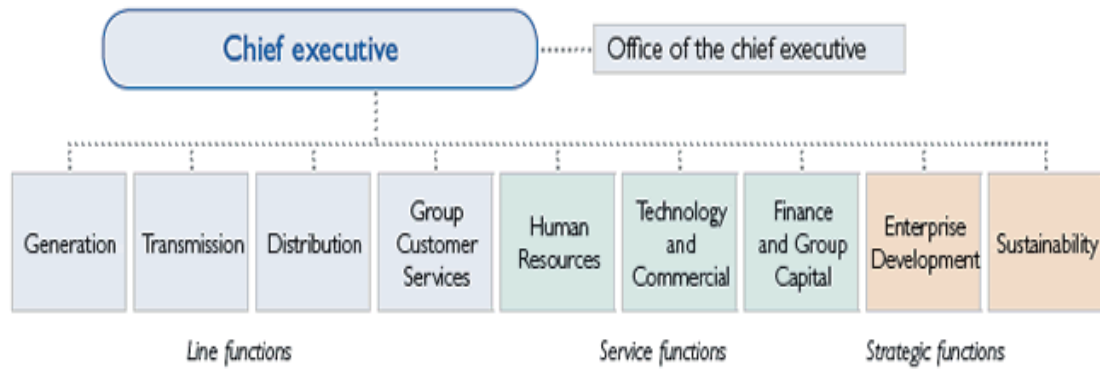 Chief executive
Office of the chief executive
Generation
Transmission
Distribution
Group
Customer
Services
Human
Resources
Technology
and
Commercial
Finance
and Group
Capital
Enterprise
Development
Sustainability
Line functions
Service functions
Strategic functions